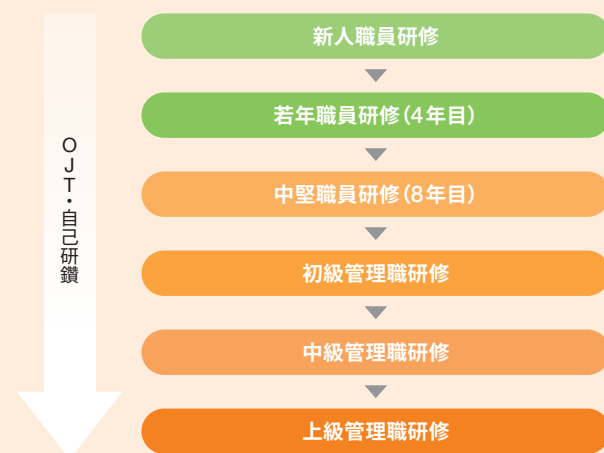 新人職員研修
若年職員研修（4年目）
中堅職員研修（8年目）
初級管理職研修
中級管理職研修
上級管理職研修
OJT・自己研鑽